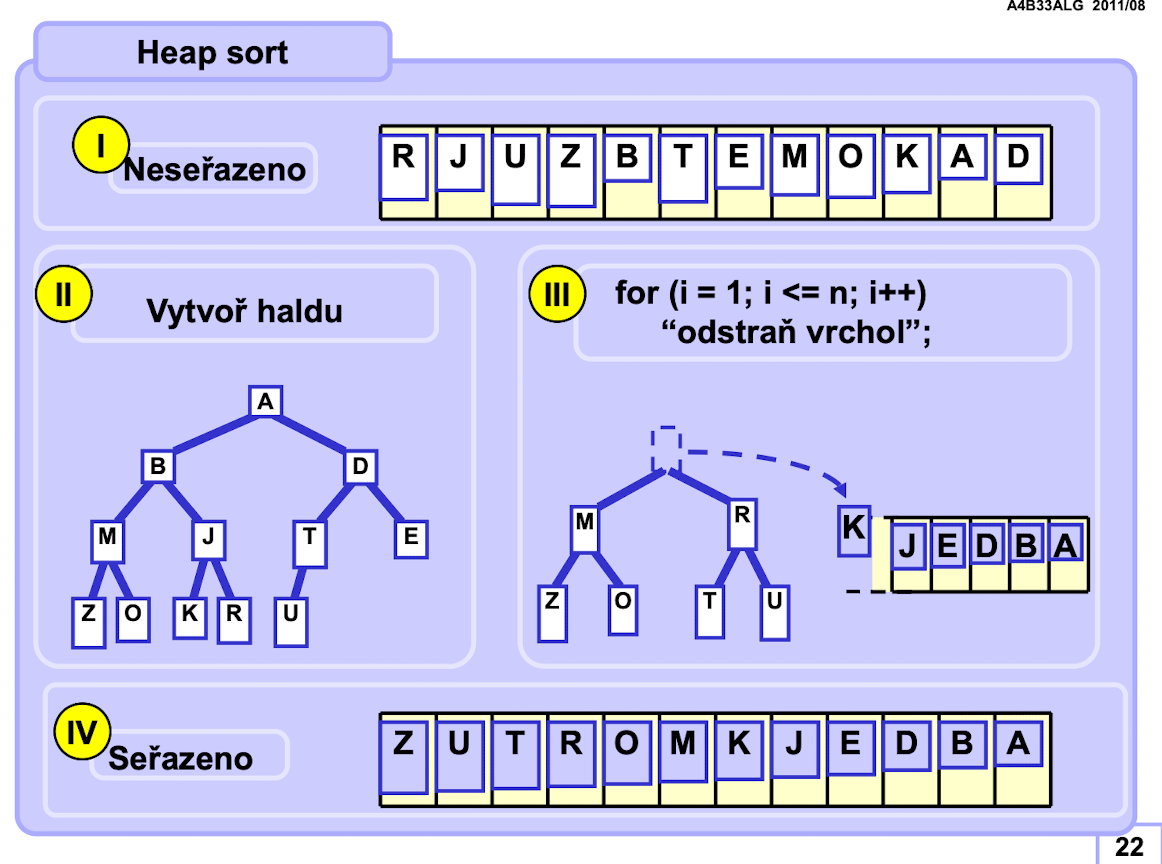 A4B33ALG 2011/08
Heap sort
I
Neseřazeno
R J U Z B T E M O K A D
II
Vytvoř haldu
A
B D
M J T E
Z O K R U
III
for (i = 1; i <= n; i++)
“odstraň vrchol”;
M R
Z O T U
K J E D B A
IV
Seřazeno
Z U T R O M K J E D B A
22